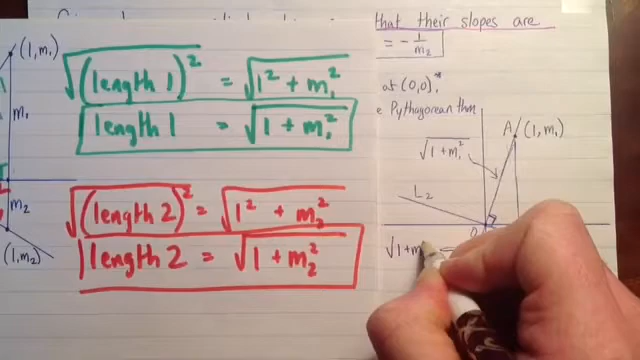 that their slopes are
= - 1/m₂
at (0,0).
e Pythagorean thm
(1, m₁)
m₁
m₂
(1, m₂)
√(length 1)² = √1² + m₁²
length 1 = √1 + m₁²
√(length 2)² = √1² + m₂²
length 2 = √1 + m₂²
A (1, m₁)
√1 + m₁²
L₂
0
√1 + m